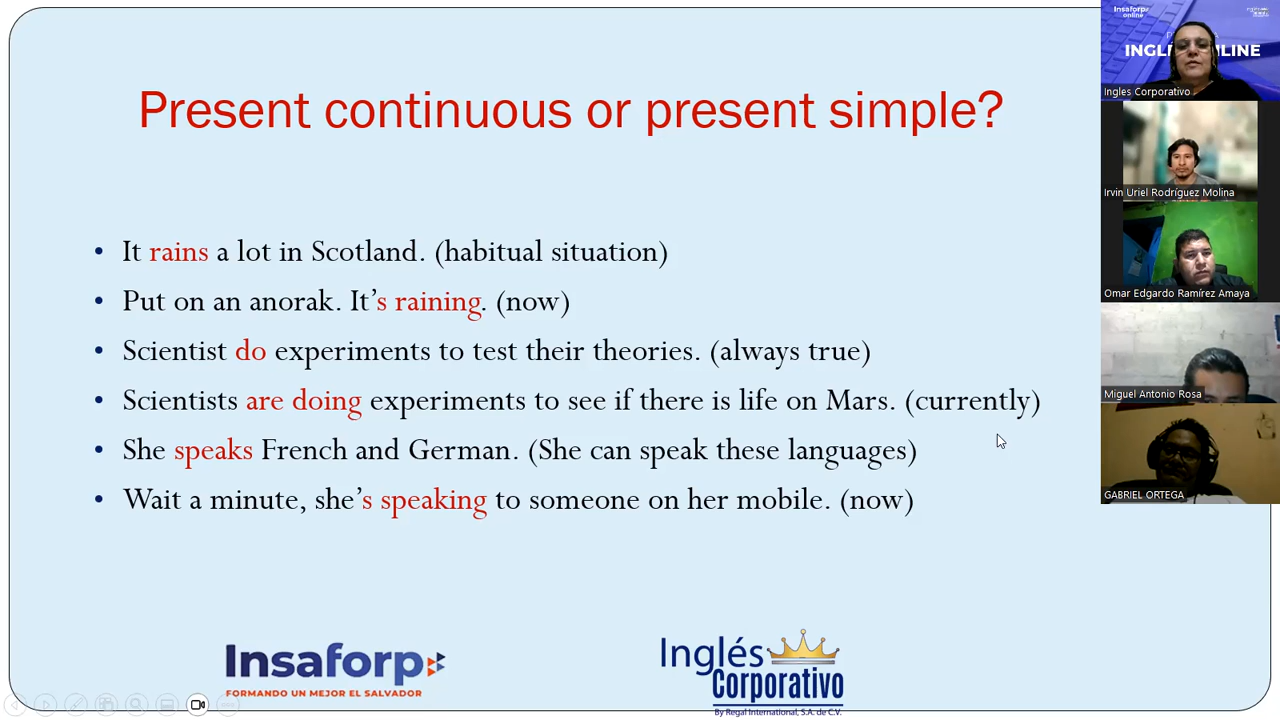 Present continuous or present simple?
• It rains a lot in Scotland. (habitual situation)
• Put on an anorak. It’s raining. (now)
• Scientist do experiments to test their theories. (always true)
• Scientists are doing experiments to see if there is life on Mars. (currently)
• She speaks French and German. (She can speak these languages)
• Wait a minute, she’s speaking to someone on her mobile. (now)
Insaforp
FORMANDO UN MEJOR EL SALVADOR
Inglés
Corporativo
By Regal International, S.A. de C.V.
Insaforp
online
Ingles Corporativo
Irvin Uriel Rodríguez Molina
Omar Edgardo Ramírez Amaya
Miguel Antonio Rosa
GABRIEL ORTEGA